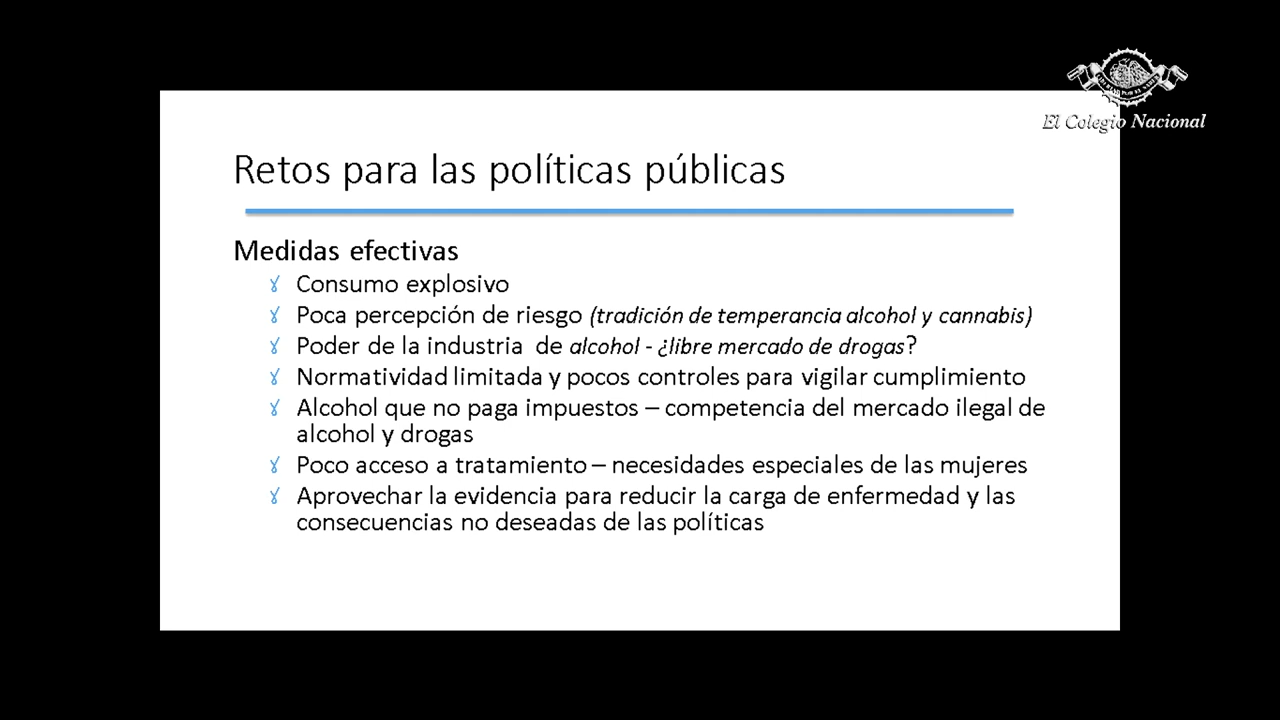 El Colegio Nacional
Retos para las políticas públicas
Medidas efectivas
Consumo explosivo
Poca percepción de riesgo (tradición de temperancia alcohol y cannabis)
Poder de la industria de alcohol - ¿libre mercado de drogas?
Normatividad limitada y pocos controles para vigilar cumplimiento
Alcohol que no paga impuestos – competencia del mercado ilegal de
alcohol y drogas
Poco acceso a tratamiento – necesidades especiales de las mujeres
Aprovechar la evidencia para reducir la carga de enfermedad y las
consecuencias no deseadas de las políticas